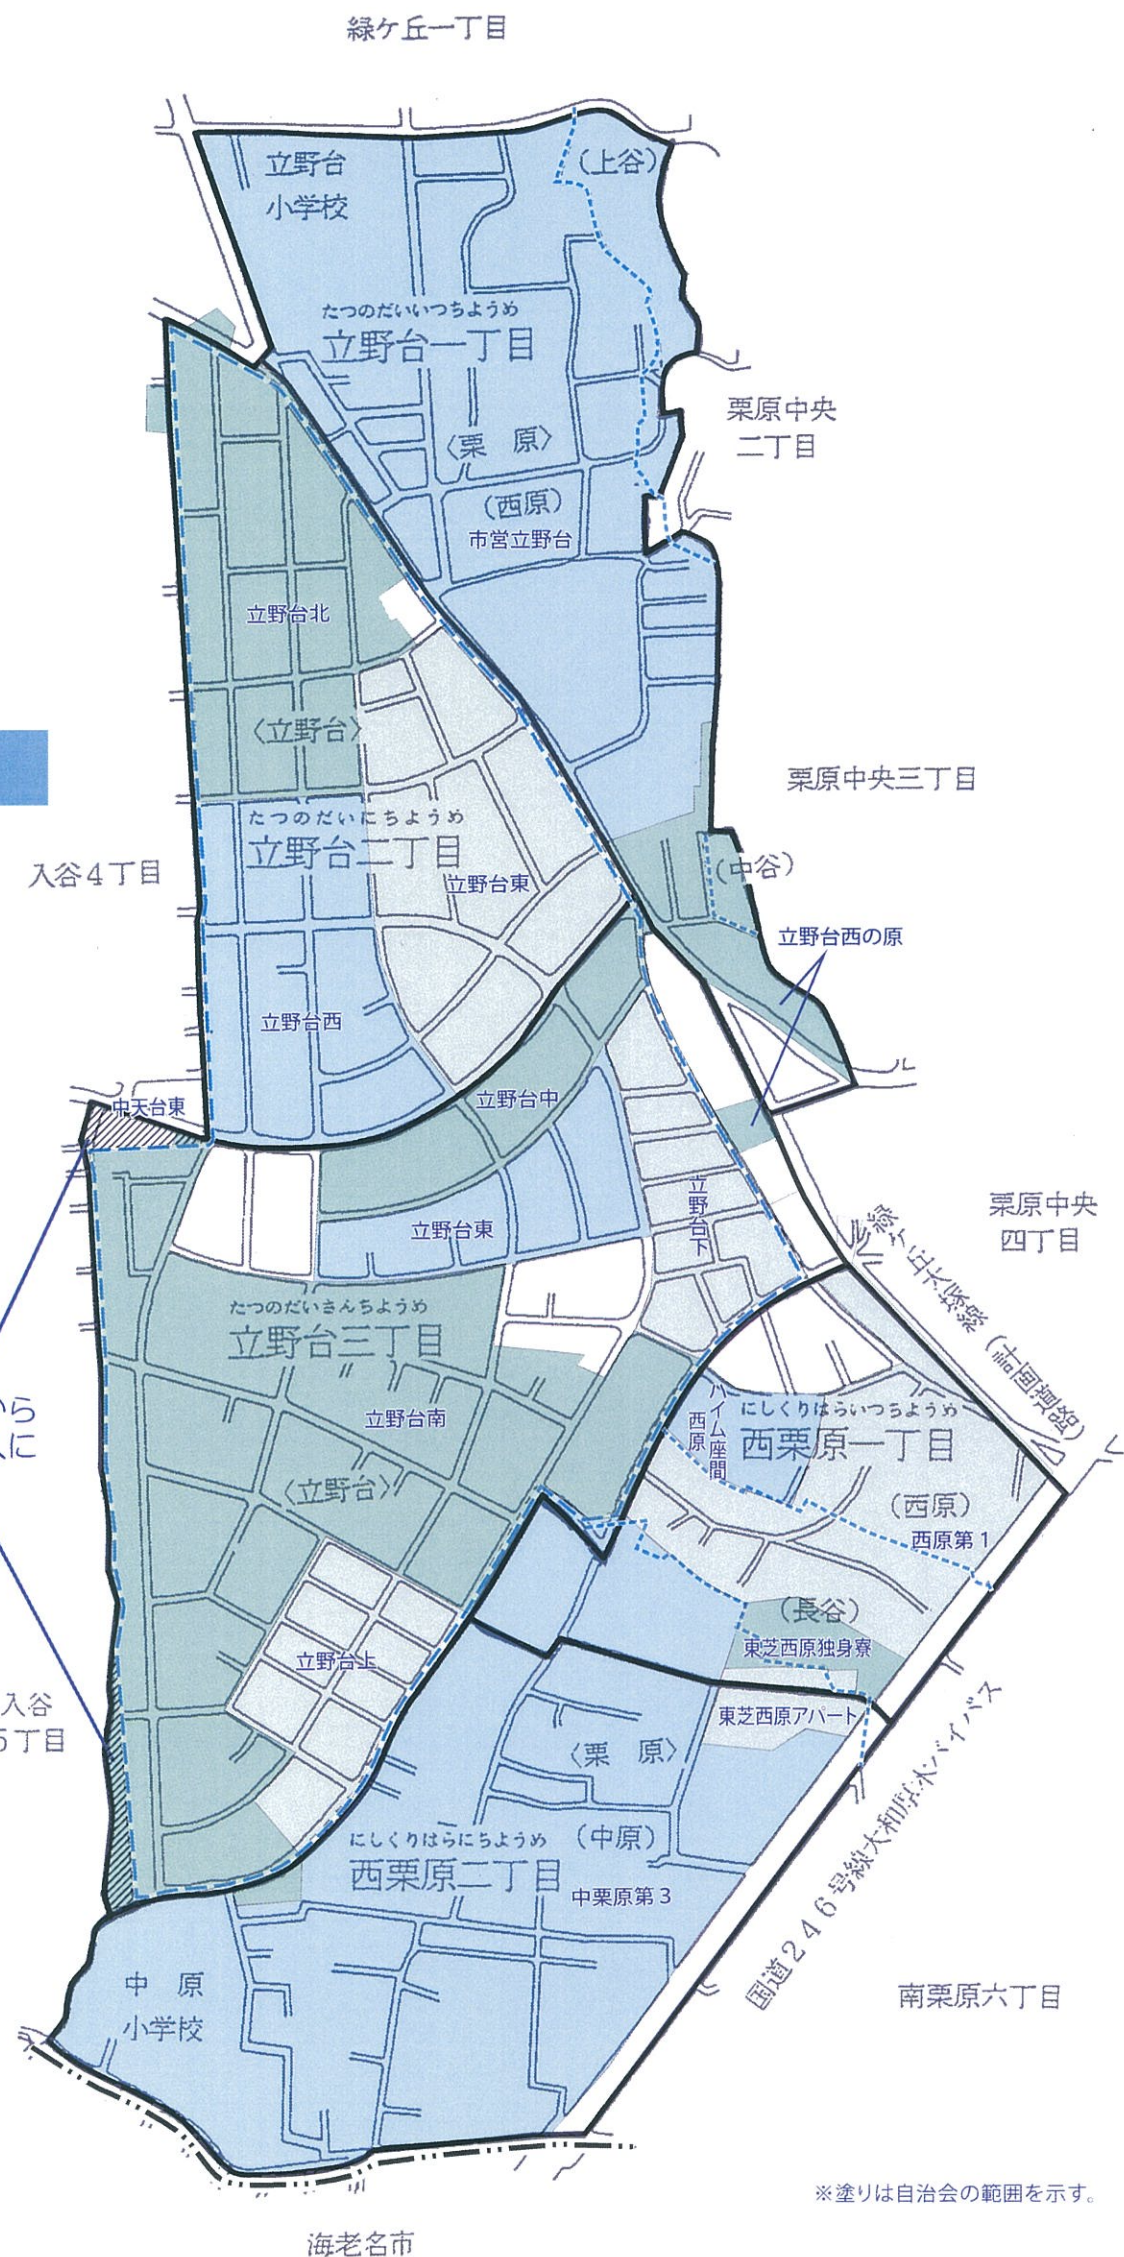 緑ケ丘一丁目
立野台
小学校
（上谷）
たつのだいいつちようめ
立野台一丁目
栗原中央
二丁目
〈栗　原〉
（西原）
市営立野台
立野台北
〈立野台〉
栗原中央三丁目
たつのだいにちようめ
立野台二丁目
入谷４丁目
立野台東
（中谷）
立野台西の原
立野台西
立野台中
中天台東
立野台東
立野台下
栗原中央
四丁目
緑ケ丘大塚線（計画道路）
たつのだいさんちようめ
立野台三丁目
から
に
立野台南
ハイム座間
西原
にしくりはらいつちようめ
西栗原一丁目
〈立野台〉
（西原）
西原第１
（長谷）
東芝西原独身寮
立野台上
入谷
５丁目
東芝西原アパート
〈栗　原〉
国道２４６号線大和厚木バイパス
にしくりはらにちようめ
西栗原二丁目
（中原）
中栗原第３
中　原
小学校
南栗原六丁目
※塗りは自治会の範囲を示す。
海老名市